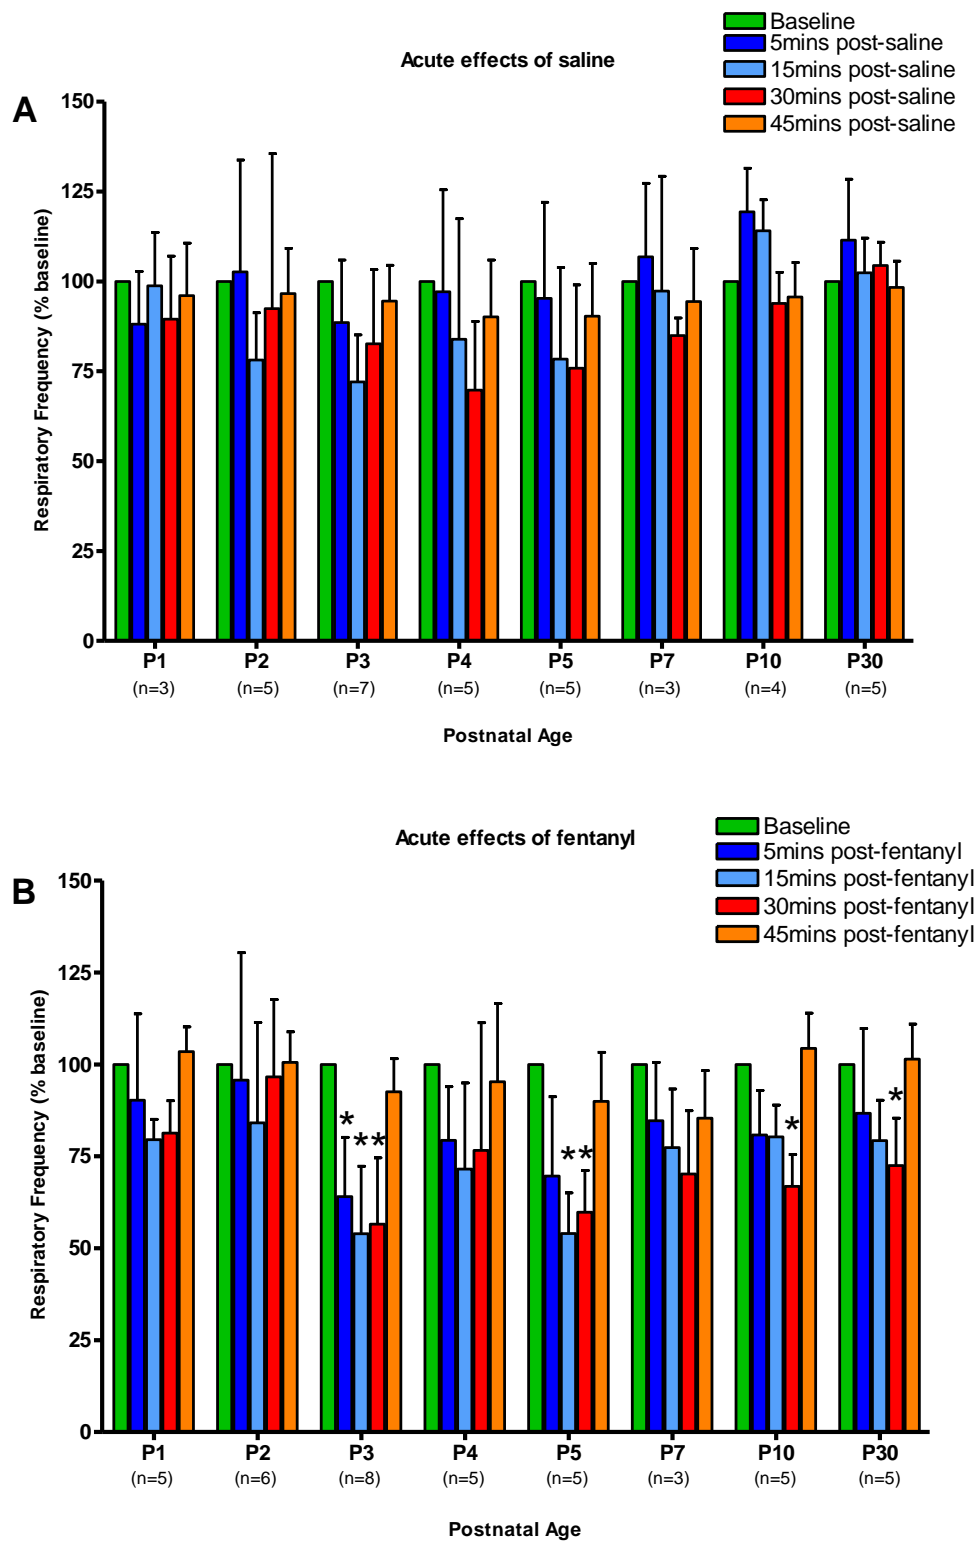 Baseline
5mins post-saline
15mins post-saline
30mins post-saline
45mins post-saline
Acute effects of saline
A
Respiratory Frequency (% baseline)
150
125
100
75
50
25
0
P1 P2 P3 P4 P5 P7 P10 P30
(n=3) (n=5) (n=7) (n=5) (n=5) (n=3) (n=4) (n=5)
Postnatal Age
Baseline
5mins post-fentanyl
15mins post-fentanyl
30mins post-fentanyl
45mins post-fentanyl
Acute effects of fentanyl
B
Respiratory Frequency (% baseline)
150
125
100
75
50
25
0
* * * * * * *
P1 P2 P3 P4 P5 P7 P10 P30
(n=5) (n=6) (n=8) (n=5) (n=5) (n=3) (n=5) (n=5)
Postnatal Age